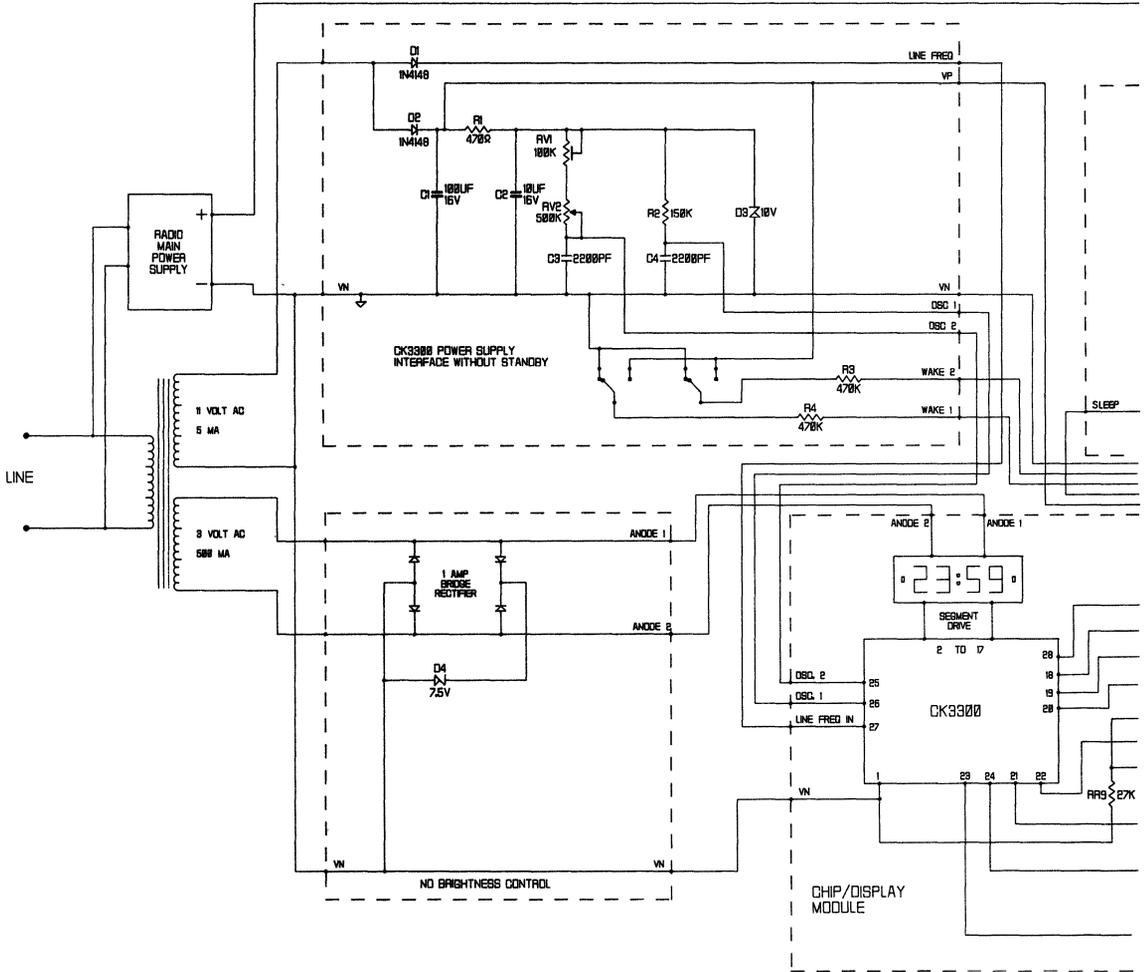 D1
1N4148
LINE FREQ
VP
D2
1N4148
R1
470Ω
RV1
100K
C1
100UF
16V
C2
10UF
16V
RV2
500K
R2
150K
D3
10V
RADIO
MAIN
POWER
SUPPLY
+
−
C3
2200PF
C4
2200PF
VN
VN
OSC 1
OSC 2
CK3300 POWER SUPPLY
INTERFACE WITHOUT STANDBY
R3
470K
WAKE 2
R4
470K
WAKE 1
SLEEP
11 VOLT AC
5 MA
LINE
3 VOLT AC
500 MA
ANODE 1
1 AMP
BRIDGE
RECTIFIER
ANODE 2
D4
7.5V
ANODE 2
ANODE 1
23:59
SEGMENT
DRIVE
2 TO 17
28
18
19
20
OSC. 2
25
OSC. 1
26
LINE FREQ IN
27
CK3300
1
23
24
21
22
RR9
27K
VN
VN
VN
NO BRIGHTNESS CONTROL
CHIP/DISPLAY
MODULE